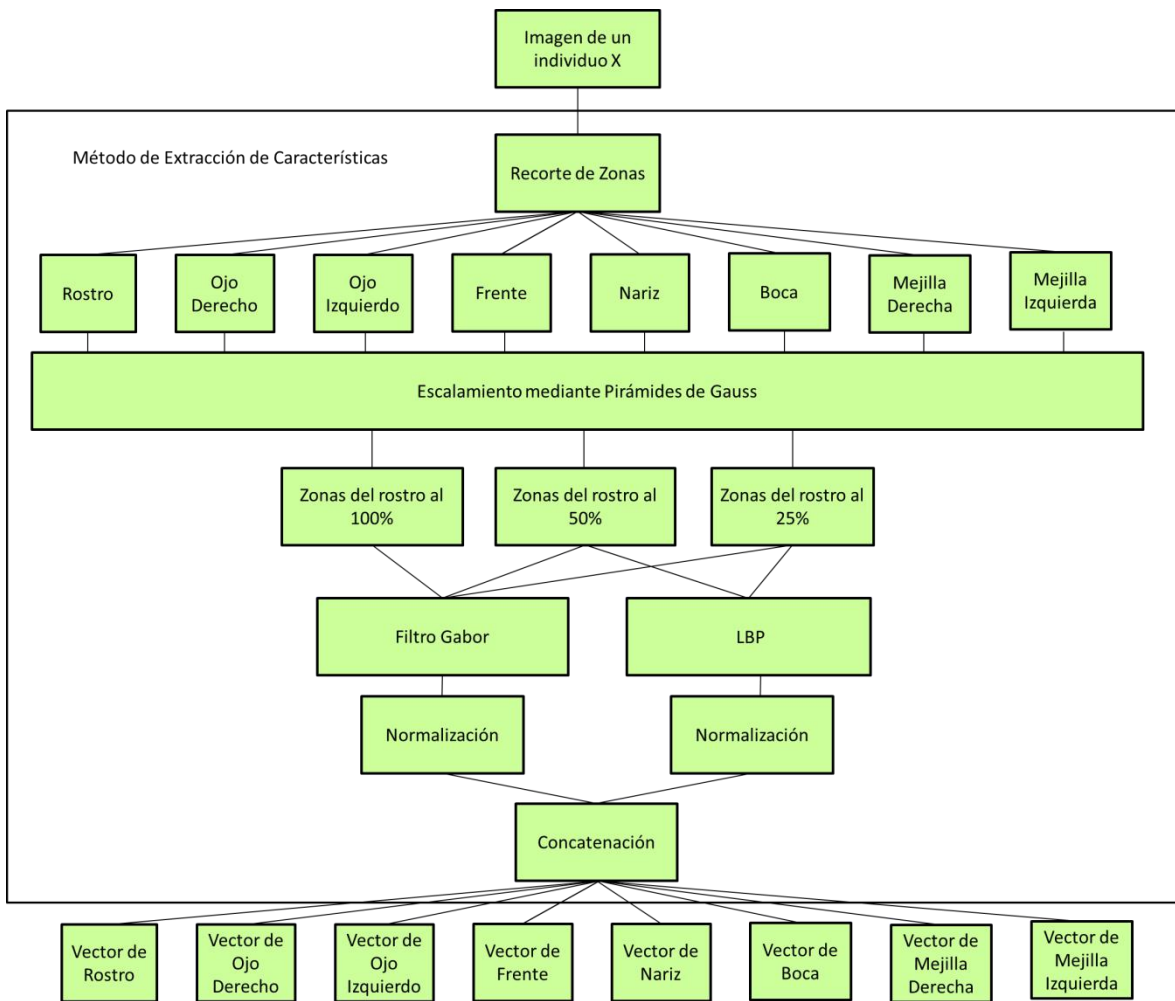 Imagen de un
individuo X
Método de Extracción de Características
Recorte de Zonas
Rostro
Ojo
Derecho
Ojo
Izquierdo
Frente
Nariz
Boca
Mejilla
Derecha
Mejilla
Izquierda
Escalamiento mediante Pirámides de Gauss
Zonas del rostro al
100%
Zonas del rostro al
50%
Zonas del rostro al
25%
Filtro Gabor
LBP
Normalización
Normalización
Concatenación
Vector de
Rostro
Vector de
Ojo
Derecho
Vector de
Ojo
Izquierdo
Vector de
Frente
Vector de
Nariz
Vector de
Boca
Vector de
Mejilla
Derecha
Vector de
Mejilla
Izquierda